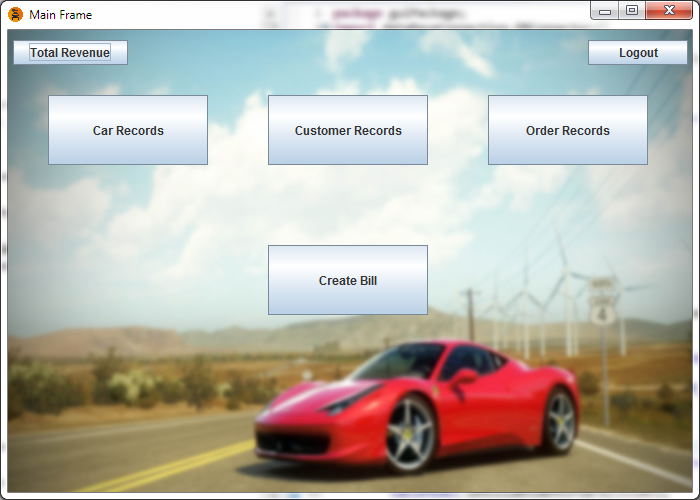 Main Frame
Total Revenue
Logout
Car Records
Customer Records
Order Records
Create Bill
4